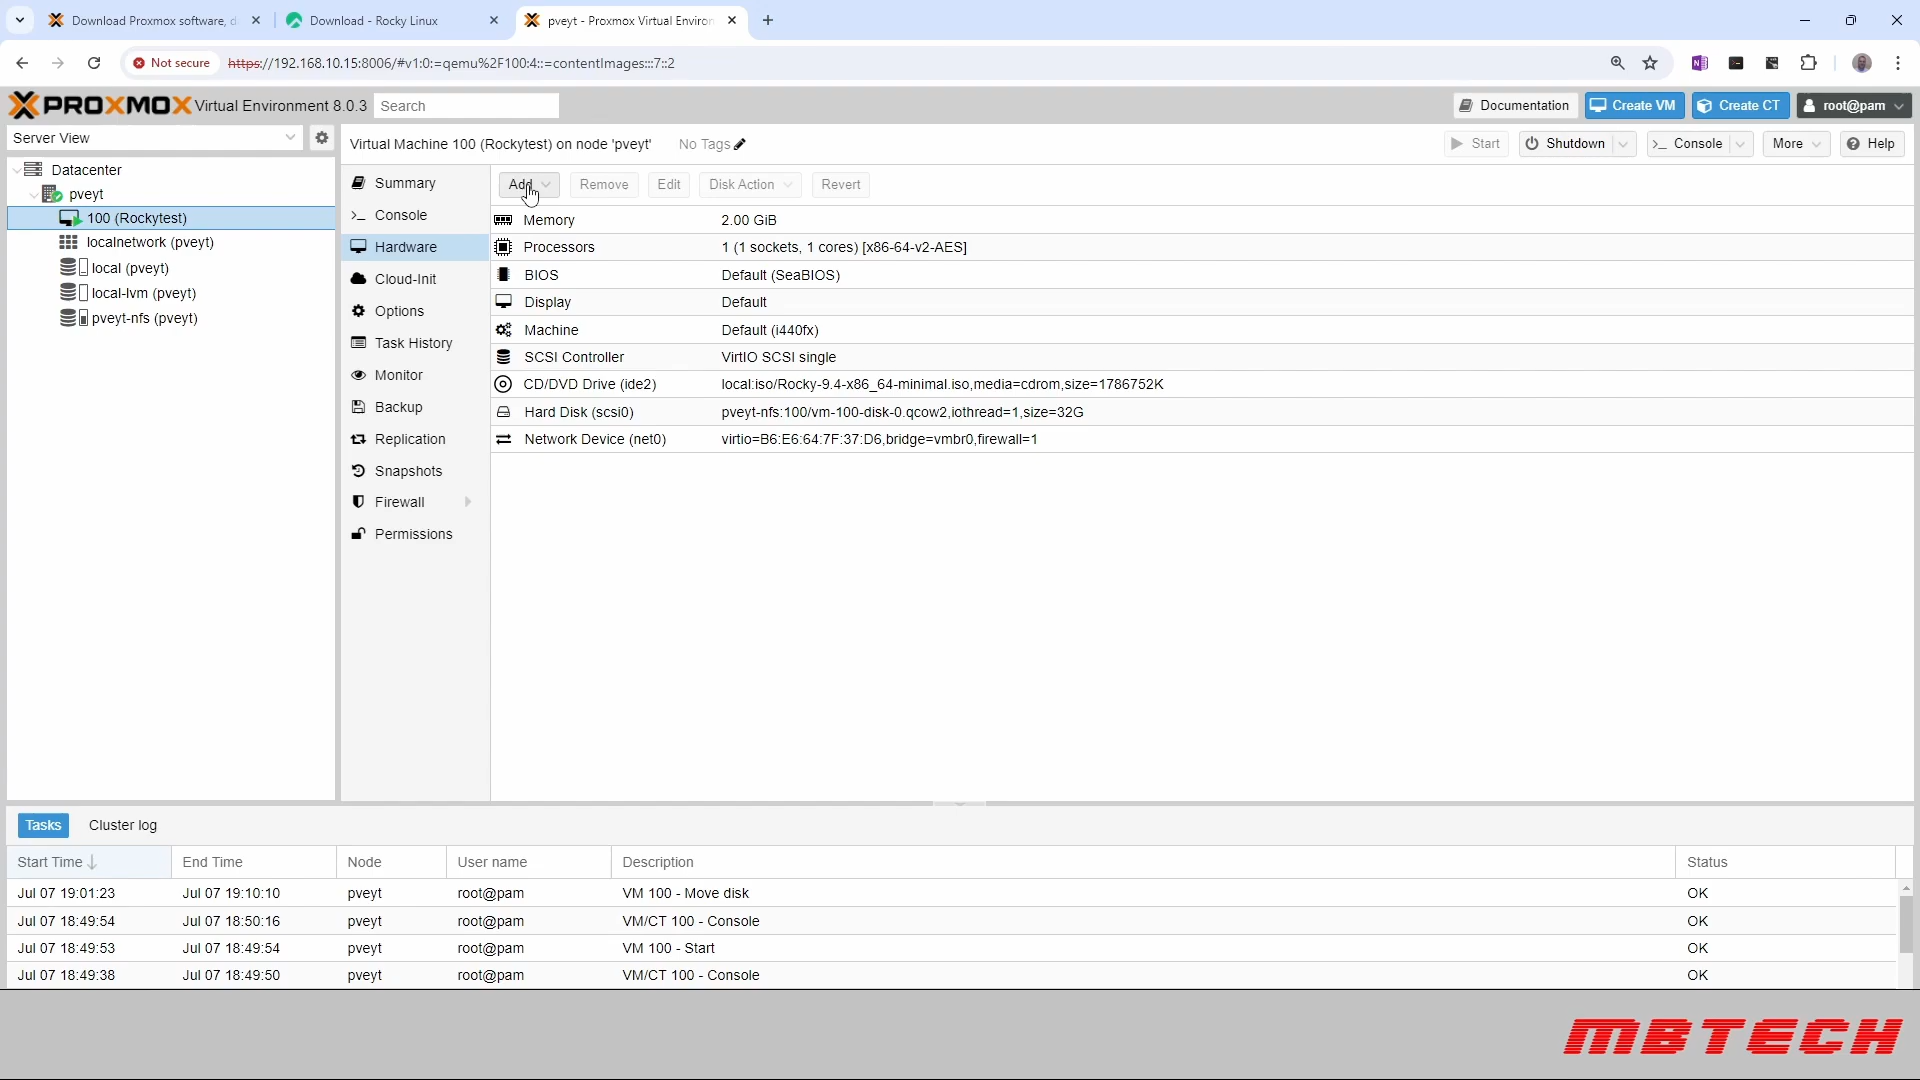 Download Proxmox software, d
Download - Rocky Linux
pveyt - Proxmox Virtual Environ
Not secure
https://192.168.10.15:8006/#v1:0:=qemu%2F100:4::=contentImages:::7::2
PROXMOX Virtual Environment 8.0.3
Search
Documentation
Create VM
Create CT
root@pam
Server View
Virtual Machine 100 (Rockytest) on node 'pveyt'
No Tags
Start
Shutdown
Console
More
Help
Datacenter
pveyt
100 (Rockytest)
localnetwork (pveyt)
local (pveyt)
local-lvm (pveyt)
pveyt-nfs (pveyt)
Summary
Console
Hardware
Cloud-Init
Options
Task History
Monitor
Backup
Replication
Snapshots
Firewall
Permissions
Add
Remove
Edit
Disk Action
Revert
Memory 2.00 GiB
Processors 1 (1 sockets, 1 cores) [x86-64-v2-AES]
BIOS Default (SeaBIOS)
Display Default
Machine Default (i440fx)
SCSI Controller VirtIO SCSI single
CD/DVD Drive (ide2) local:iso/Rocky-9.4-x86_64-minimal.iso,media=cdrom,size=1786752K
Hard Disk (scsi0) pveyt-nfs:100/vm-100-disk-0.qcow2,iothread=1,size=32G
Network Device (net0) virtio=B6:E6:64:7F:37:D6,bridge=vmbr0,firewall=1
Tasks
Cluster log
Start Time End Time Node User name Description Status
Jul 07 19:01:23 Jul 07 19:10:10 pveyt root@pam VM 100 - Move disk OK
Jul 07 18:49:54 Jul 07 18:50:16 pveyt root@pam VM/CT 100 - Console OK
Jul 07 18:49:53 Jul 07 18:49:54 pveyt root@pam VM 100 - Start OK
Jul 07 18:49:38 Jul 07 18:49:50 pveyt root@pam VM/CT 100 - Console OK
MBTECH